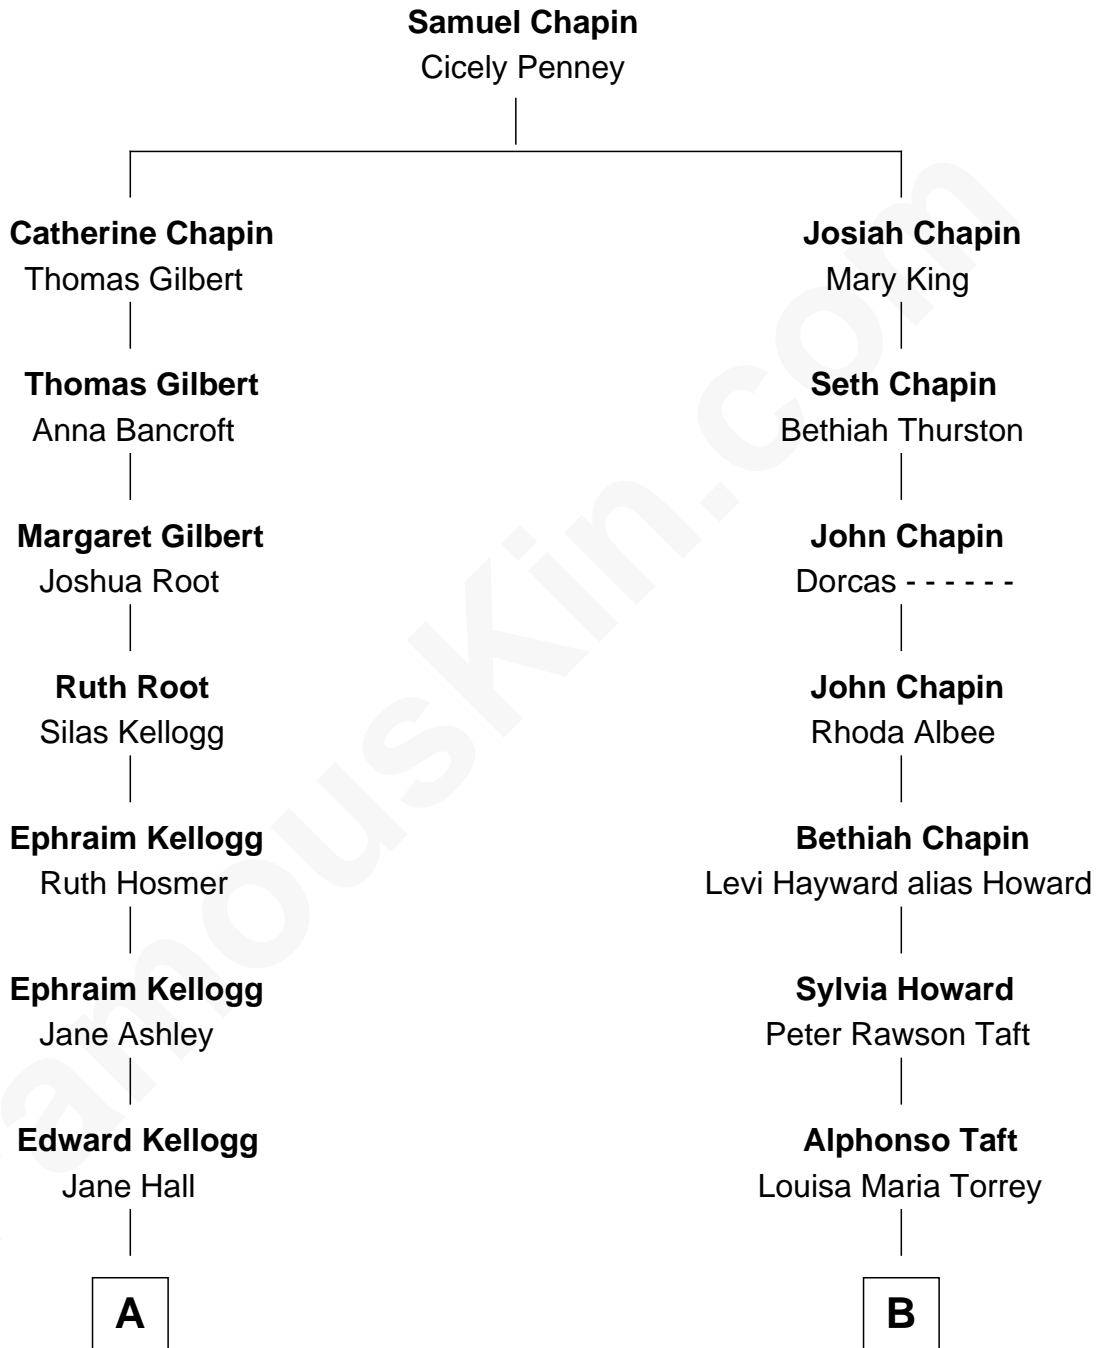 Samuel Chapin
Cicely Penney
Catherine Chapin
Thomas Gilbert
Josiah Chapin
Mary King
Thomas Gilbert
Anna Bancroft
Seth Chapin
Bethiah Thurston
Margaret Gilbert
Joshua Root
John Chapin
Dorcas - - - - - -
Ruth Root
Silas Kellogg
John Chapin
Rhoda Albee
Ephraim Kellogg
Ruth Hosmer
Bethiah Chapin
Levi Hayward alias Howard
Ephraim Kellogg
Jane Ashley
Sylvia Howard
Peter Rawson Taft
Edward Kellogg
Jane Hall
Alphonso Taft
Louisa Maria Torrey
A
B
amousKin.com